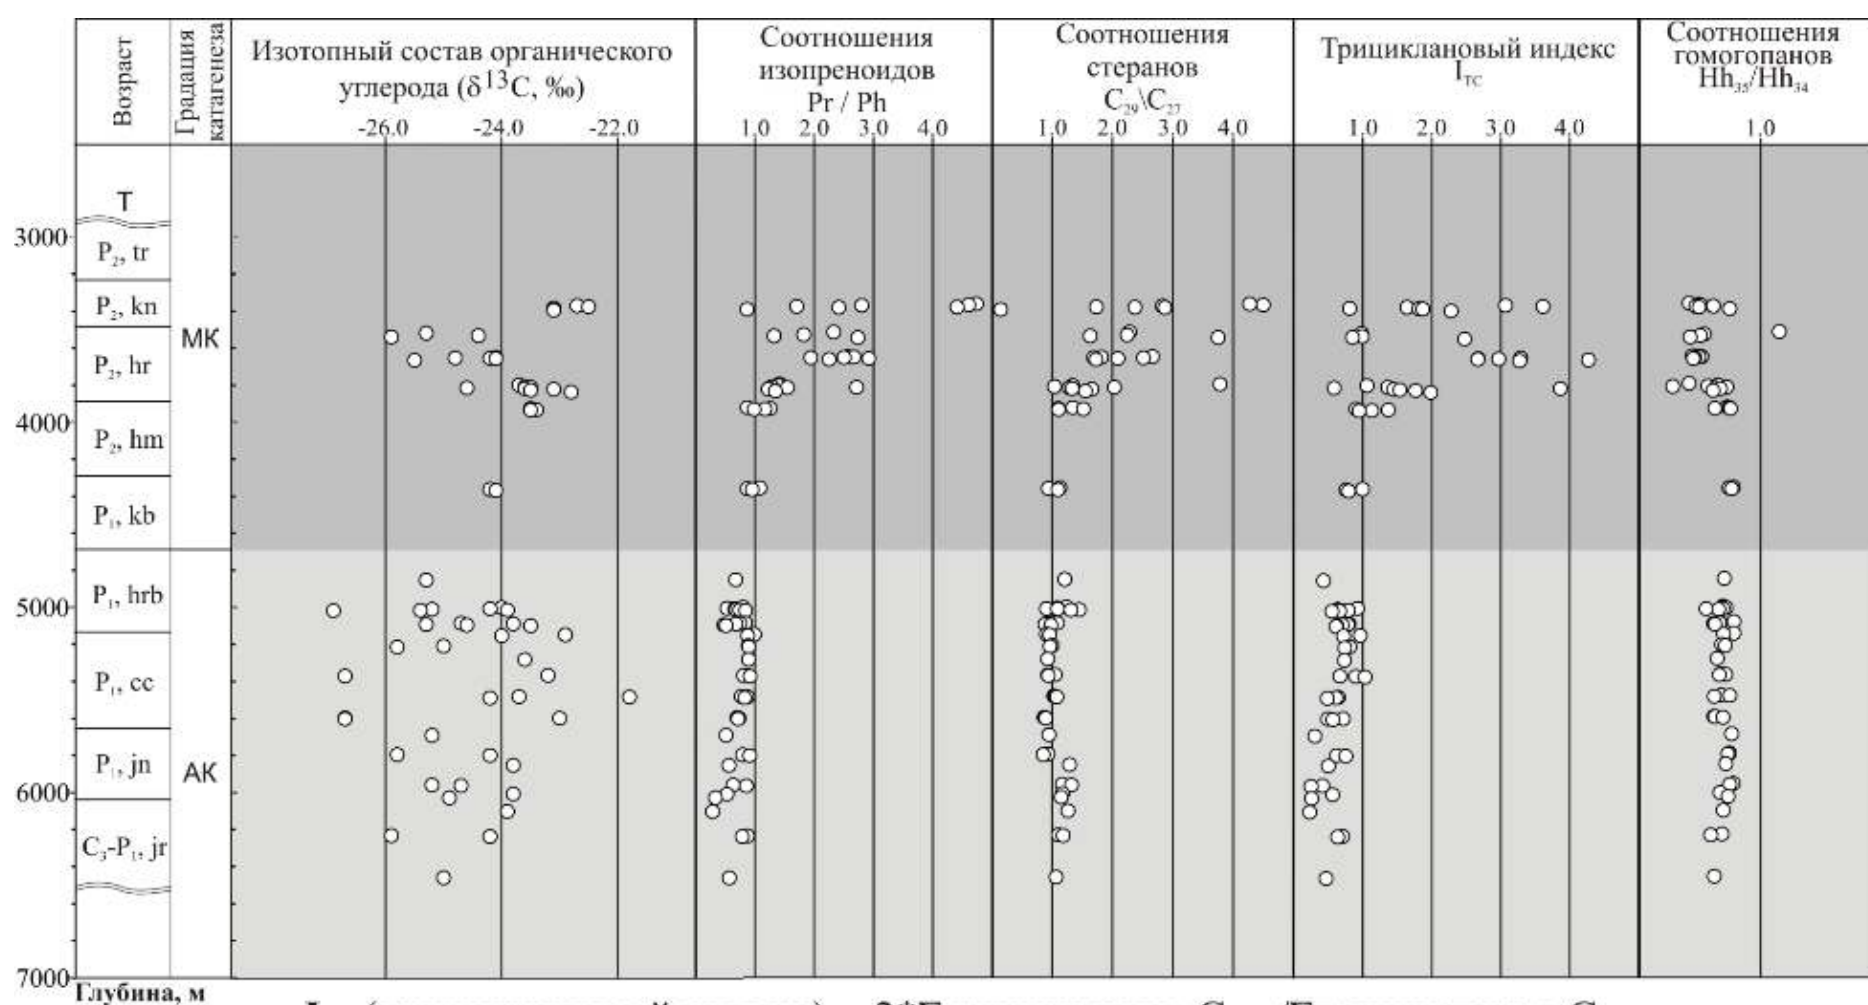 Возраст
Градация
катагенеза
Изотопный состав органического
углерода (δ¹³C, ‰)
-26.0 -24.0 -22.0
Соотношения
изопреноидов
Pr / Ph
1.0 2.0 3.0 4.0
Соотношения
стеранов
C₂₉\C₂₇
1.0 2.0 3.0 4.0
Трициклановый индекс
I_TC
1.0 2.0 3.0 4.0
Соотношения
гомогопанов
Hh₃₅/Hh₃₄
1.0
T
3000
P₂, tr
P₂, kn
МК
P₂, hr
4000
P₂, hm
P₁, kb
P₁, hrb
5000
P₁, cc
P₁, jn
АК
6000
C₃-P₁, jr
7000
Глубина, м